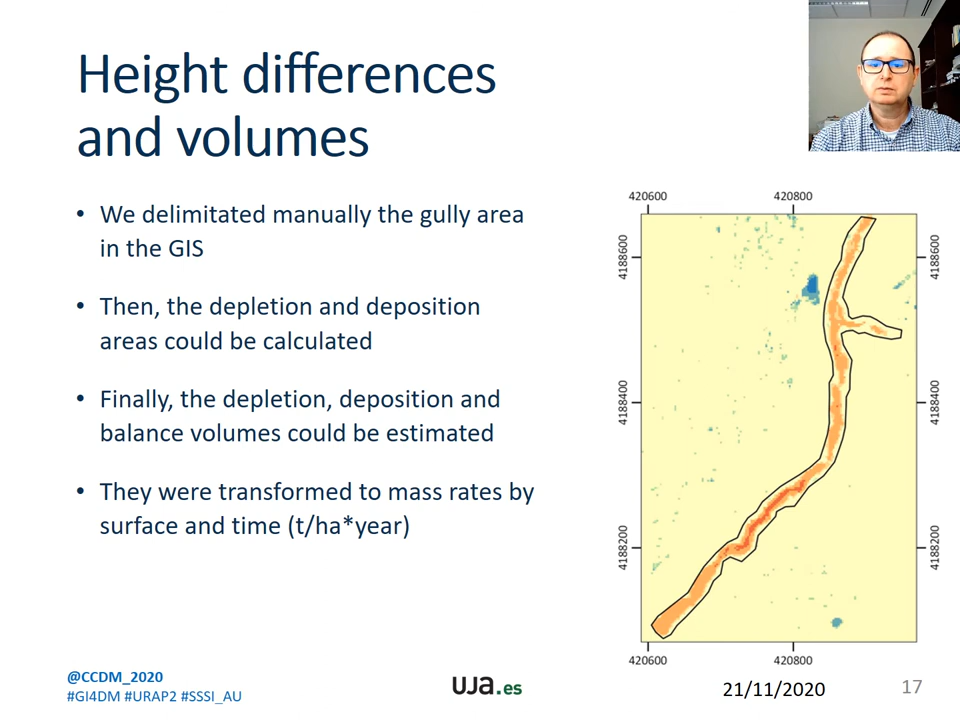 Height differences
and volumes
• We delimitated manually the gully area
in the GIS
• Then, the depletion and deposition
areas could be calculated
• Finally, the depletion, deposition and
balance volumes could be estimated
• They were transformed to mass rates by
surface and time (t/ha*year)
420600 420800
4188600 4188600
4188400 4188400
4188200 4188200
420600 420800
@CCDM_2020
#GI4DM #URAP2 #SSSI_AU
uja.es
21/11/2020
17